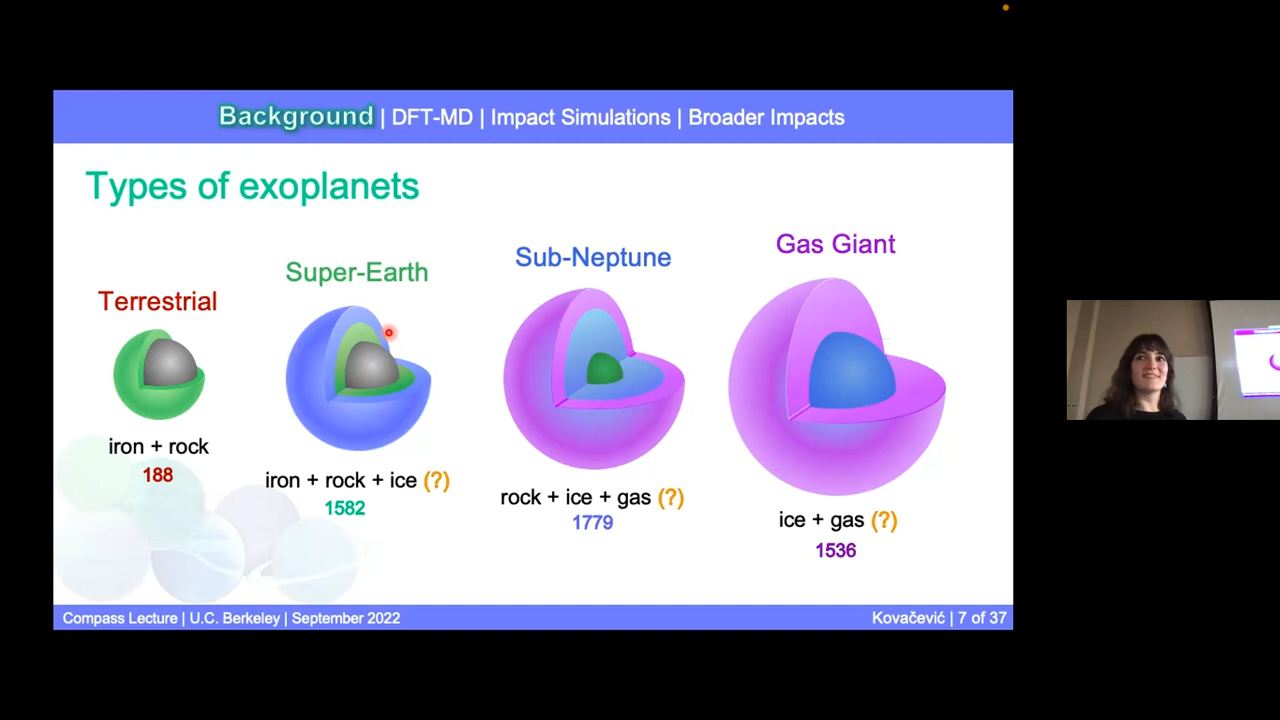 Background | DFT-MD | Impact Simulations | Broader Impacts
Types of exoplanets
Terrestrial
iron + rock
188
Super-Earth
iron + rock + ice (?)
1582
Sub-Neptune
rock + ice + gas (?)
1779
Gas Giant
ice + gas (?)
1536
Compass Lecture | U.C. Berkeley | September 2022
Kovačević | 7 of 37